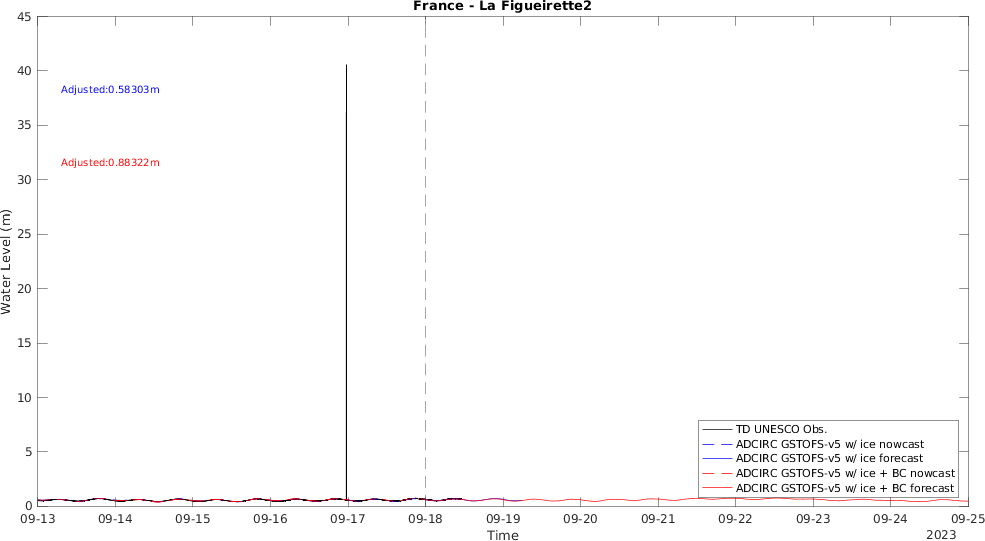 France - La Figueirette2
45
40
35
30
25
20
15
10
5
0
Water Level (m)
Adjusted:0.58303m
Adjusted:0.88322m
TD UNESCO Obs.
ADCIRC GSTOFS-v5 w/ ice nowcast
ADCIRC GSTOFS-v5 w/ ice forecast
ADCIRC GSTOFS-v5 w/ ice + BC nowcast
ADCIRC GSTOFS-v5 w/ ice + BC forecast
09-13 09-14 09-15 09-16 09-17 09-18 09-19 09-20 09-21 09-22 09-23 09-24 09-25
Time
2023